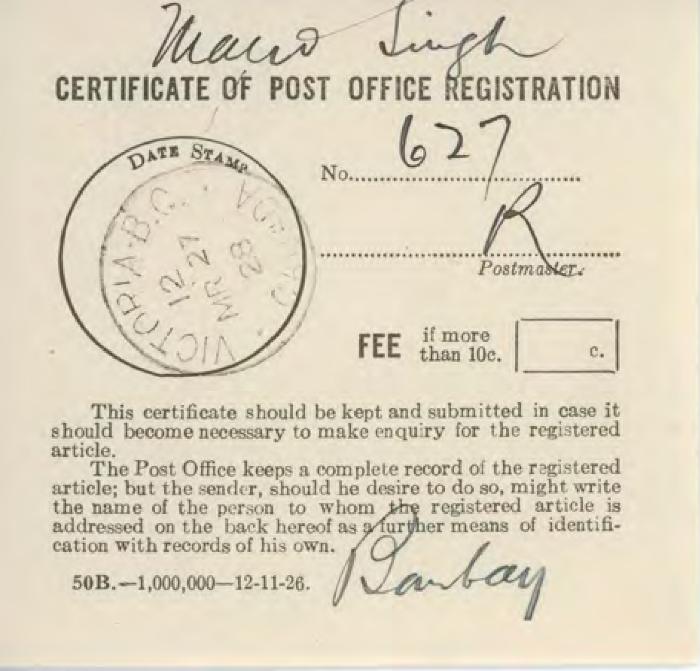 Singh
CERTIFICATE OF POST OFFICE REGISTRATION
DATE STAMP
VICTORIA·B.C. · CANADA ·
12
MR 27
28
No. 627
R
Postmaster.
FEE if more than 10c. c.
This certificate should be kept and submitted in case it
should become necessary to make enquiry for the registered
article.
The Post Office keeps a complete record of the registered
article; but the sender, should he desire to do so, might write
the name of the person to whom the registered article is
addressed on the back hereof as a further means of identifi-
cation with records of his own.
50B.—1,000,000—12-11-26.
Bombay